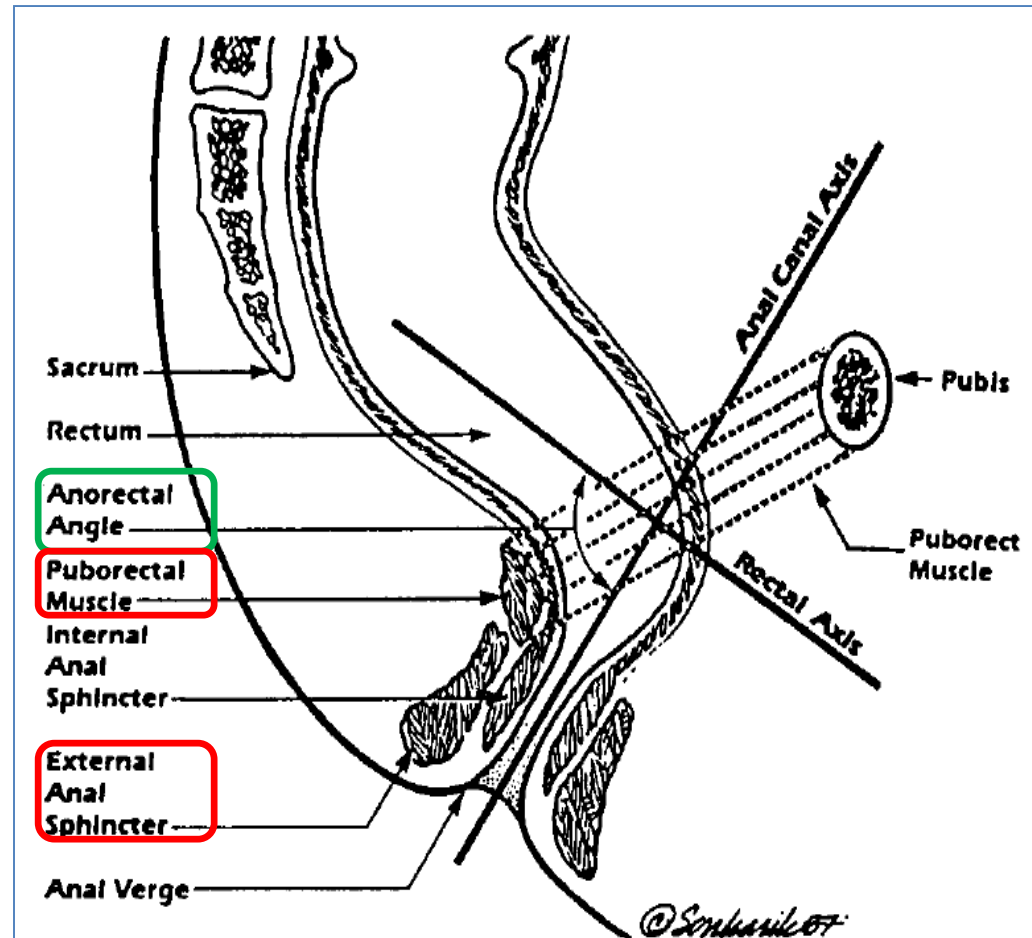 Anal Canal Axis
Sacrum
Pubis
Rectum
Anorectal
Angle
Puborectal
Muscle
Puborect
Muscle
Rectal Axis
Internal
Anal
Sphincter
External
Anal
Sphincter
Anal Verge